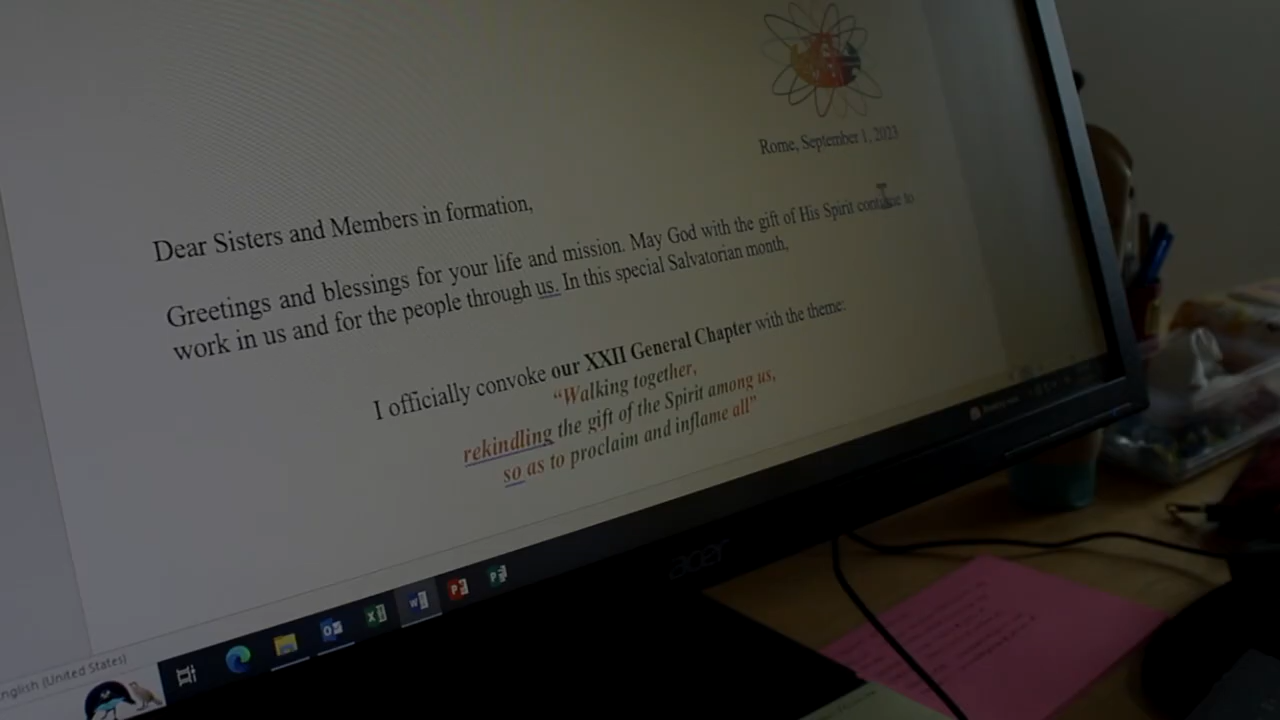 Rome, September 1, 2023
Dear Sisters and Members in formation,
Greetings and blessings for your life and mission. May God with the gift of His Spirit continue to
work in us and for the people through us. In this special Salvatorian month,
I officially convoke our XXII General Chapter with the theme:
“Walking together,
rekindling the gift of the Spirit among us,
so as to proclaim and inflame all”
English (United States)
acer